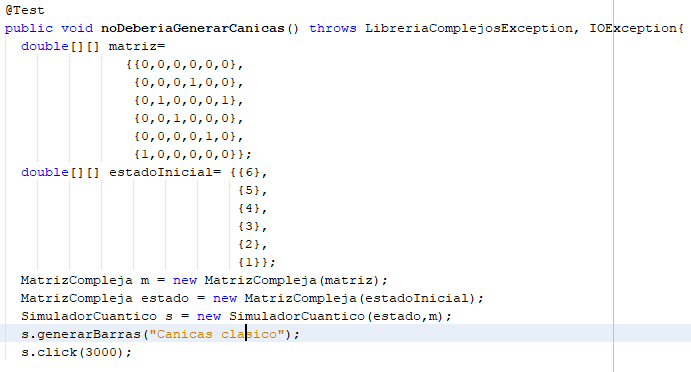 @Test
public void noDeberiaGenerarCanicas() throws LibreriaComplejosException, IOException{
double[][] matriz=
{{0,0,0,0,0,0},
{0,0,0,1,0,0},
{0,1,0,0,0,1},
{0,0,1,0,0,0},
{0,0,0,0,1,0},
{1,0,0,0,0,0}};
double[][] estadoInicial= {{6},
{5},
{4},
{3},
{2},
{1}};
MatrizCompleja m = new MatrizCompleja(matriz);
MatrizCompleja estado = new MatrizCompleja(estadoInicial);
SimuladorCuantico s = new SimuladorCuantico(estado,m);
s.generarBarras("Canicas clasico");
s.click(3000);